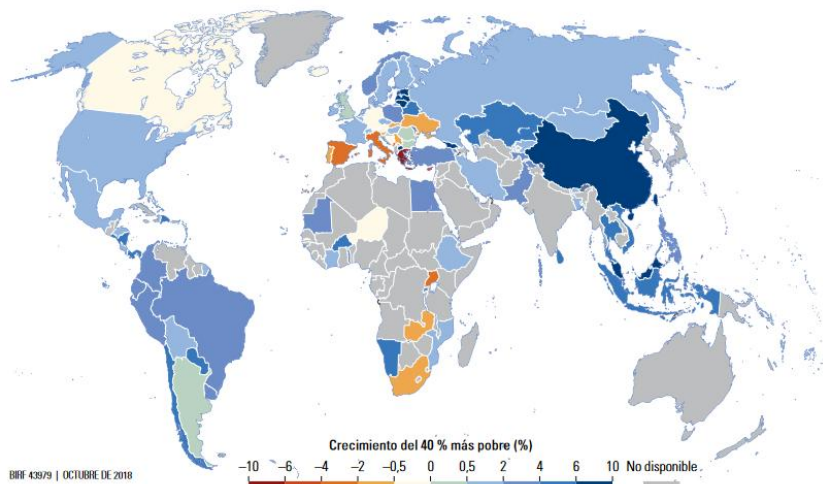 Crecimiento del 40 % más pobre (%)
BIRF 43979 | OCTUBRE DE 2018
–10 –6 –4 –2 –0,5 0 0,5 2 4 6 10 No disponible